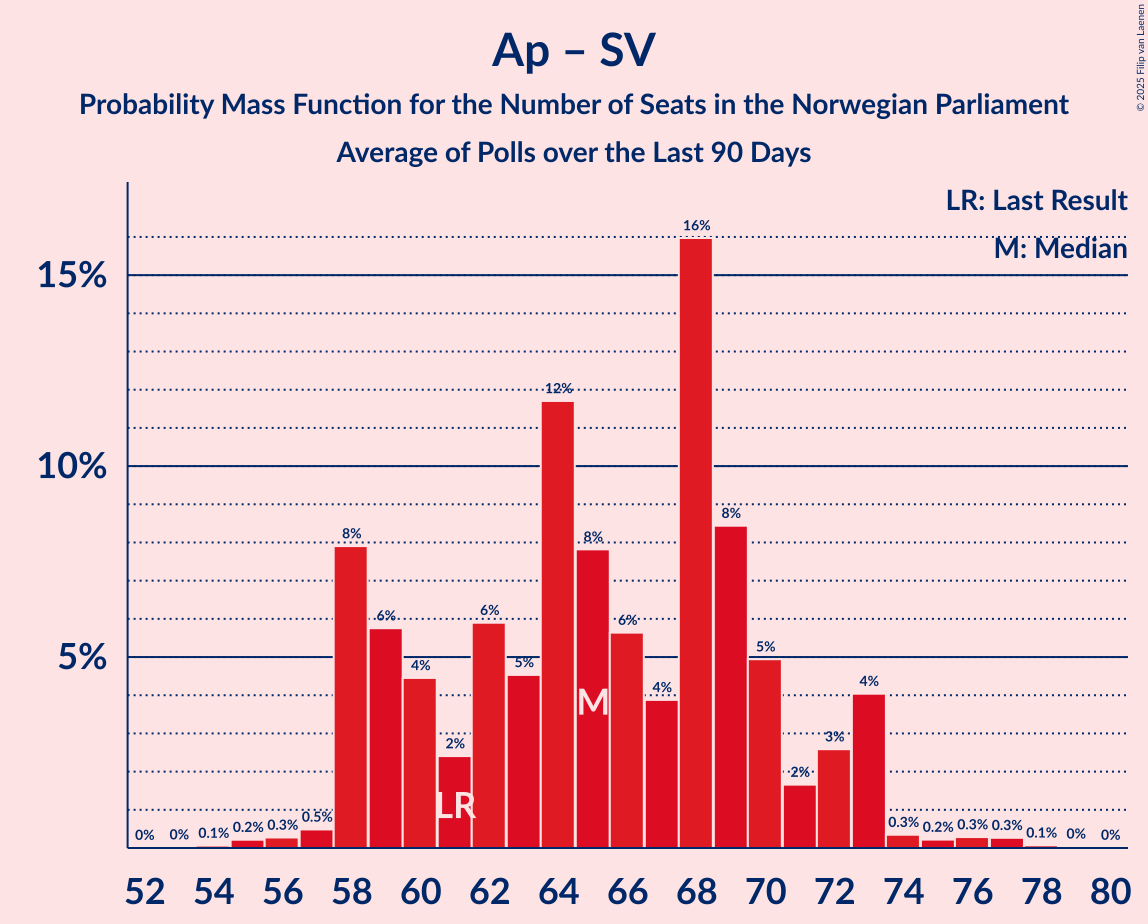 Ap – SV
Probability Mass Function for the Number of Seats in the Norwegian Parliament
Average of Polls over the Last 90 Days
© 2025 Filip van Laenen
LR: Last Result
M: Median
15%
10%
5%
0% 0% 0.1% 0.2% 0.3% 0.5% 8% 6% 4% 2% 6% 5% 12% 8% 6% 4% 16% 8% 5% 2% 3% 4% 0.3% 0.2% 0.3% 0.3% 0.1% 0% 0%
M
LR
52 54 56 58 60 62 64 66 68 70 72 74 76 78 80